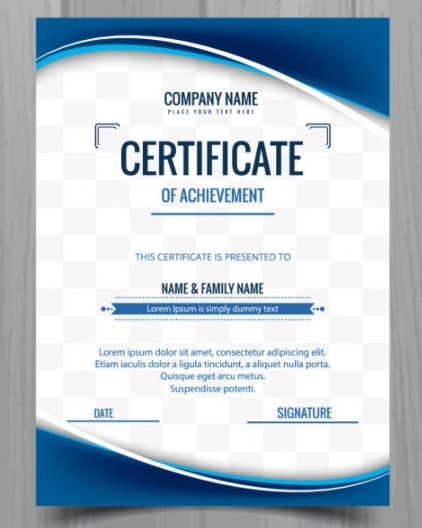 COMPANY NAME
PLACE YOUR TEXT HERE
CERTIFICATE
OF ACHIEVEMENT
THIS CERTIFICATE IS PRESENTED TO
NAME & FAMILY NAME
Lorem Ipsum is simply dummy text
Lorem ipsum dolor sit amet, consectetur adipiscing elit.
Etiam iaculis dolor a ligula tincidunt, a aliquet nulla porta.
Quisque eget arcu metus.
Suspendisse potenti.
DATE SIGNATURE